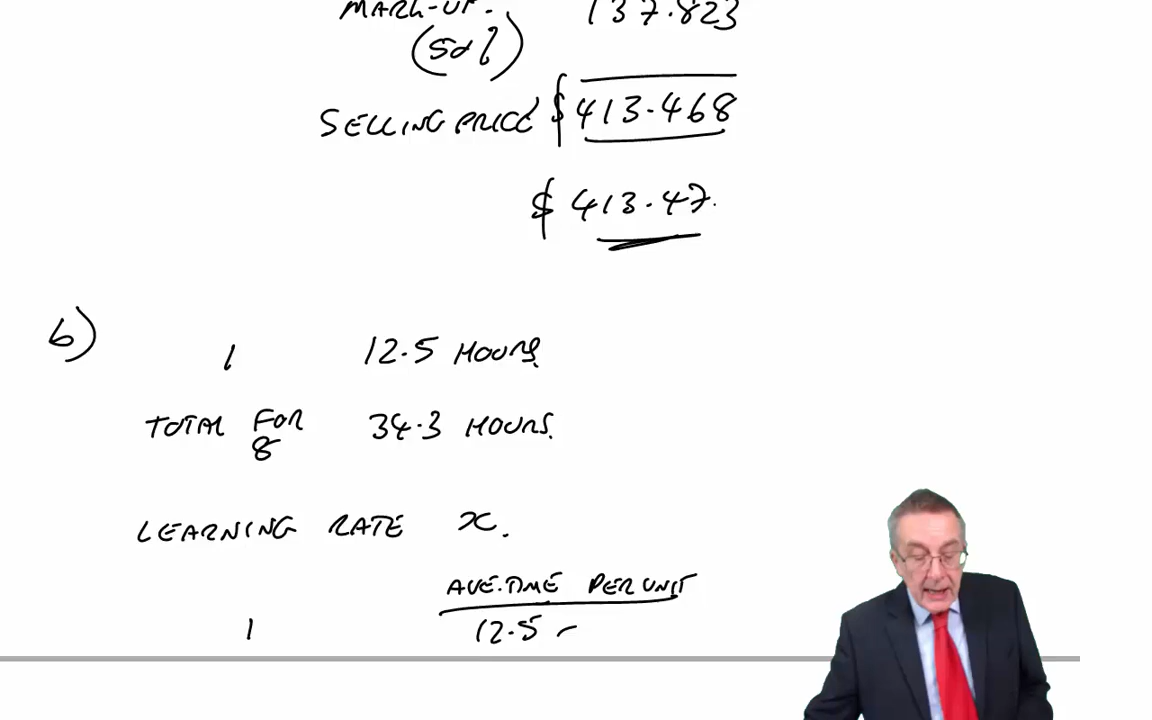 MARK-UP. 137.823
(50%)
SELLING PRICE $413.468
$413.47.
b)
1 12.5 HOURS.
TOTAL FOR 34.3 HOURS.
8
LEARNING RATE x.
AVE.TIME PER UNIT
1 12.5